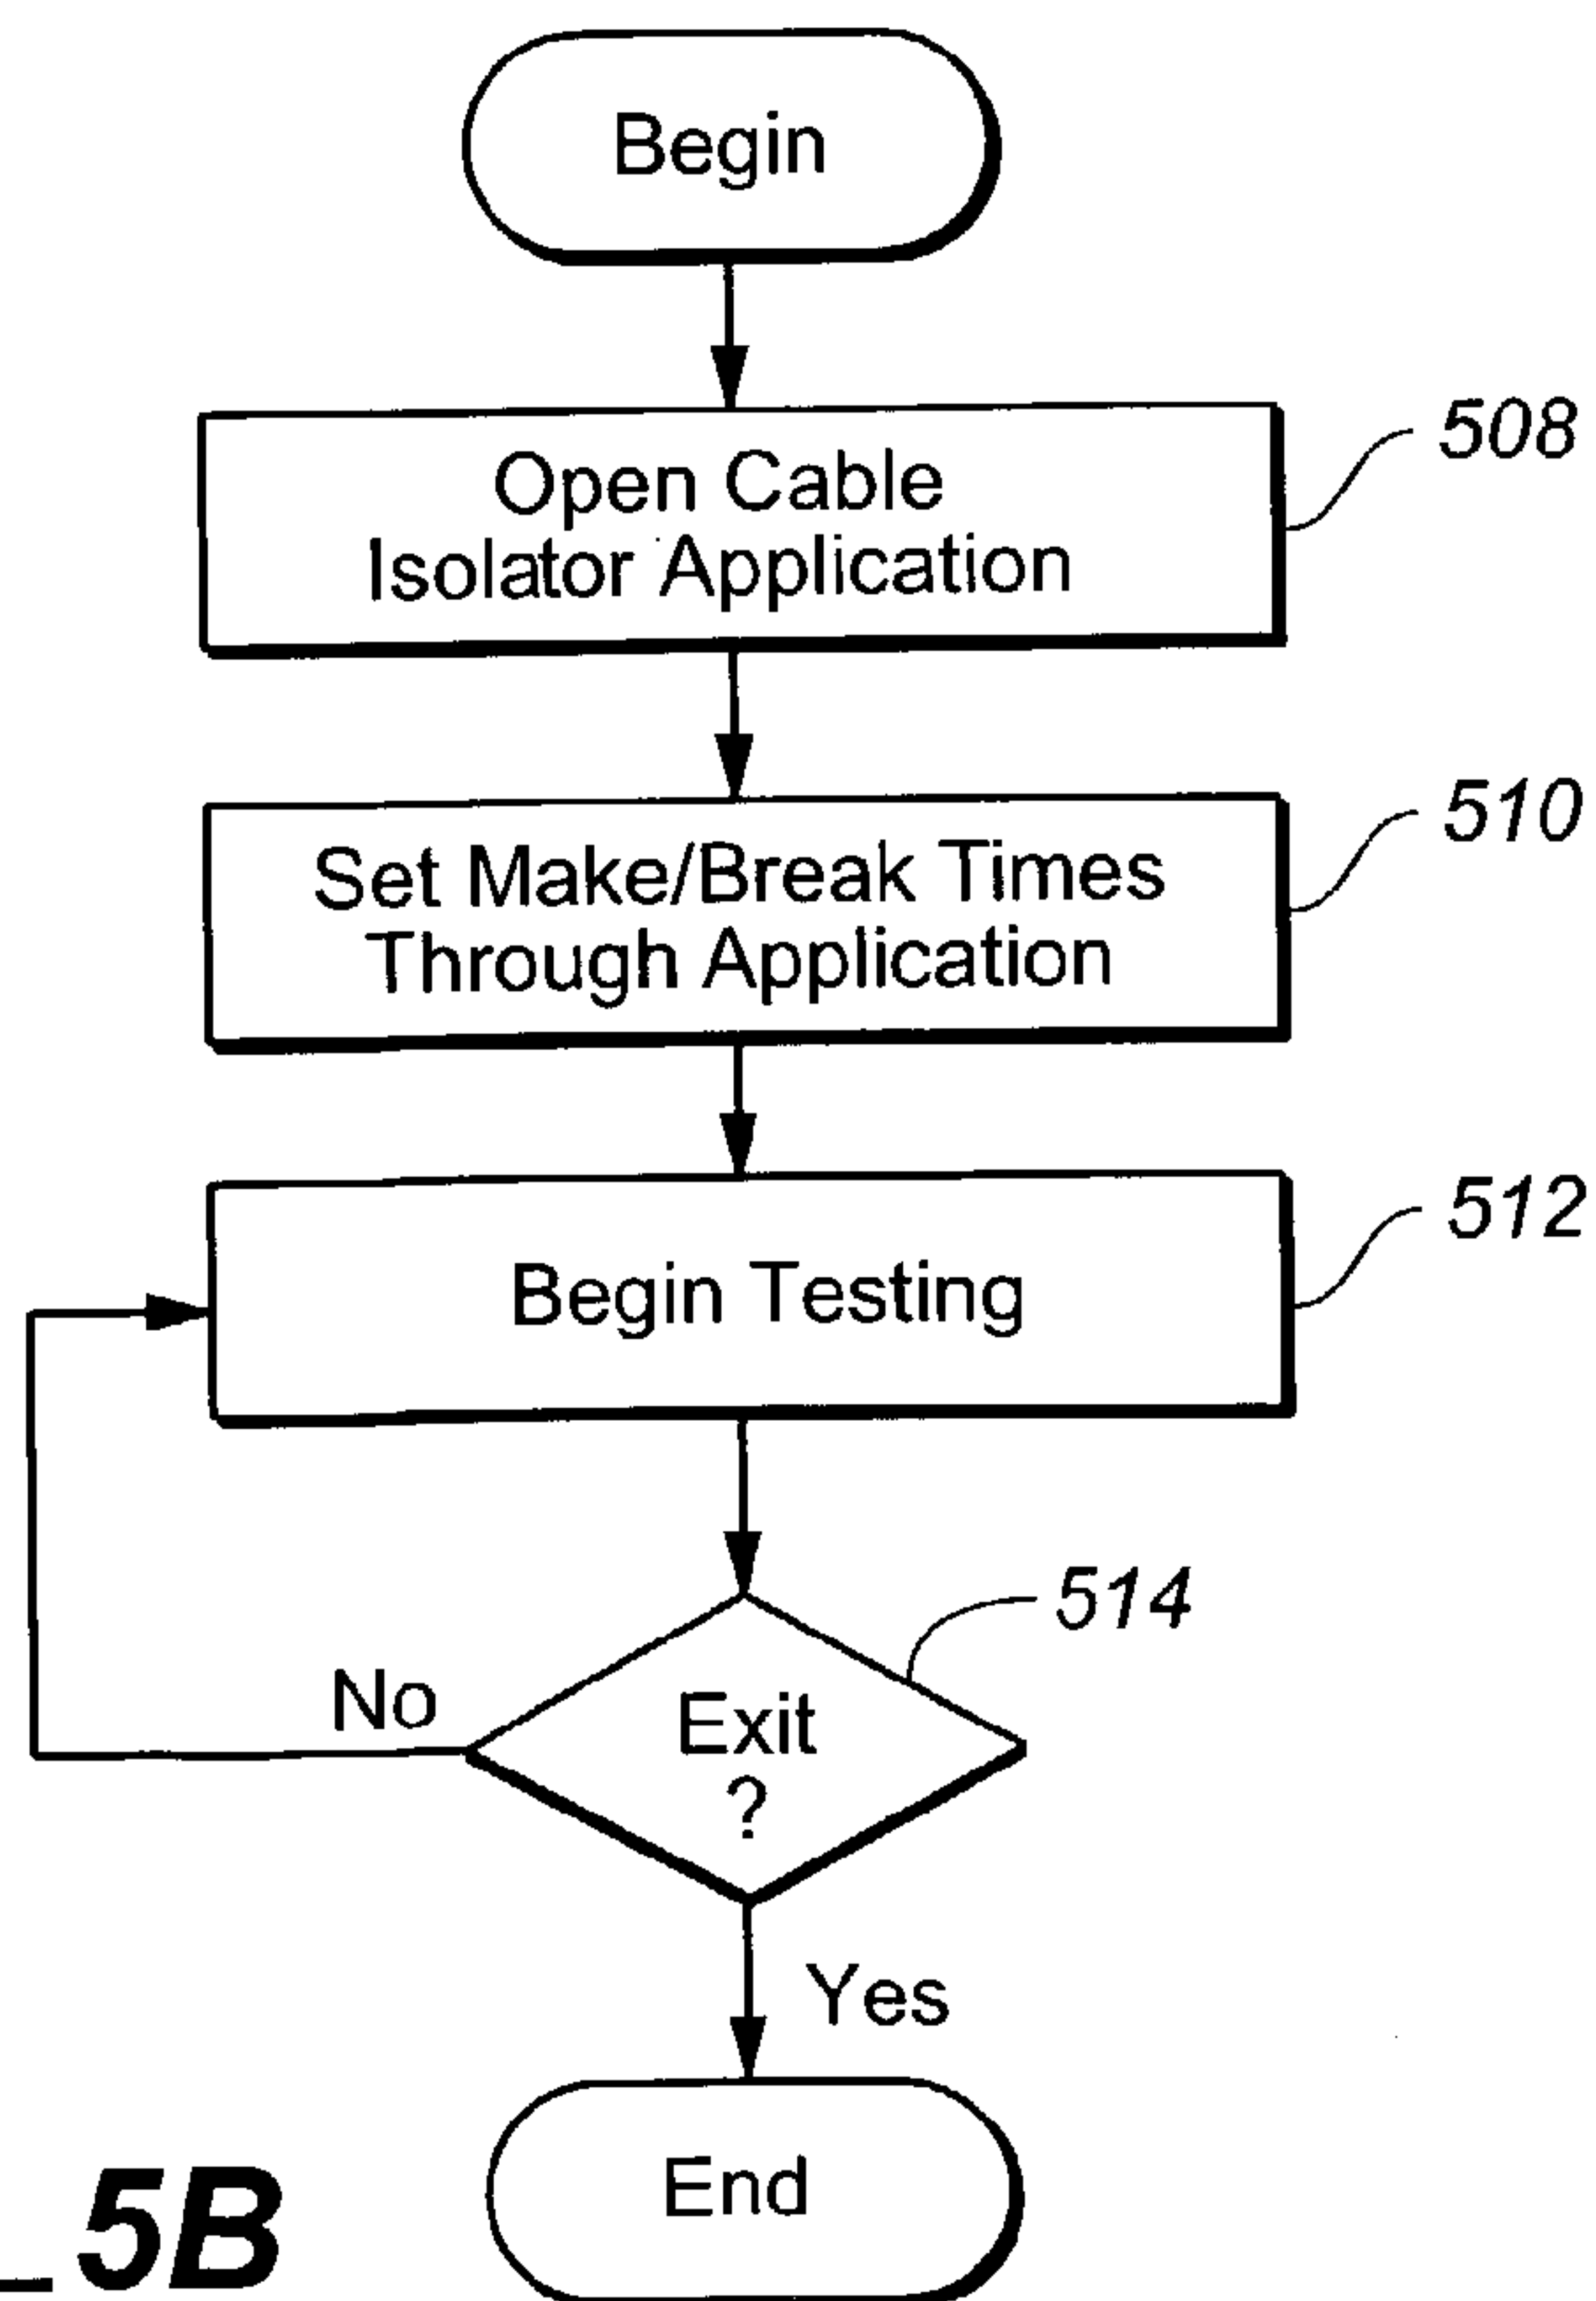 Begin
Open Cable
Isolator Application
508
Set Make/Break Times
Through Application
510
Begin Testing
512
514
No
Exit
?
Yes
End
_5B